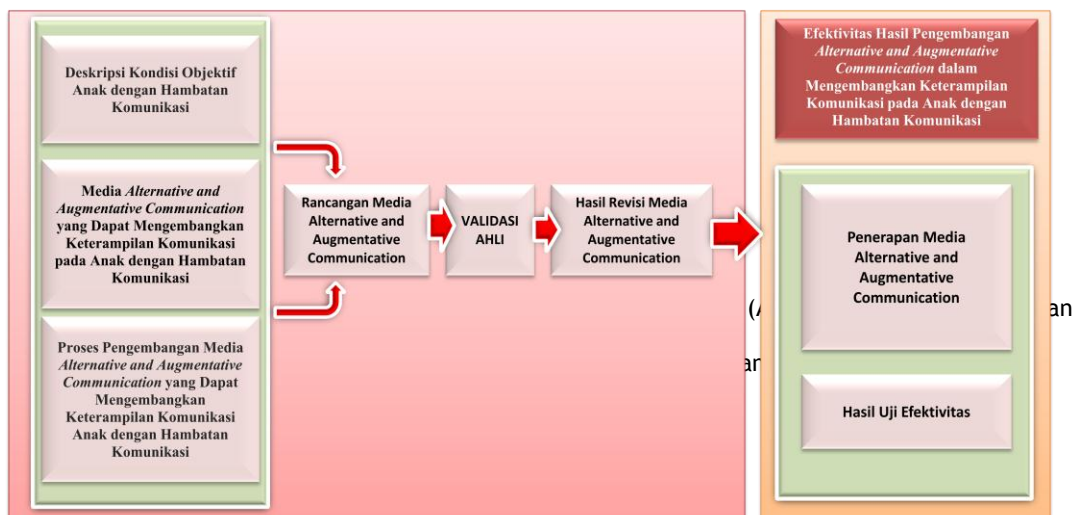 Deskripsi Kondisi Objektif
Anak dengan Hambatan
Komunikasi
Media Alternative and
Augmentative Communication
yang Dapat Mengembangkan
Keterampilan Komunikasi
pada Anak dengan Hambatan
Komunikasi
Proses Pengembangan Media
Alternative and Augmentative
Communication yang Dapat
Mengembangkan
Keterampilan Komunikasi
Anak dengan Hambatan
Komunikasi
Rancangan Media
Alternative and
Augmentative
Communication
VALIDASI
AHLI
Hasil Revisi Media
Alternative and
Augmentative
Communication
Efektivitas Hasil Pengembangan
Alternative and Augmentative
Communication dalam
Mengembangkan Keterampilan
Komunikasi pada Anak dengan
Hambatan Komunikasi
Penerapan Media
Alternative and
Augmentative
Communication
Hasil Uji Efektivitas
an